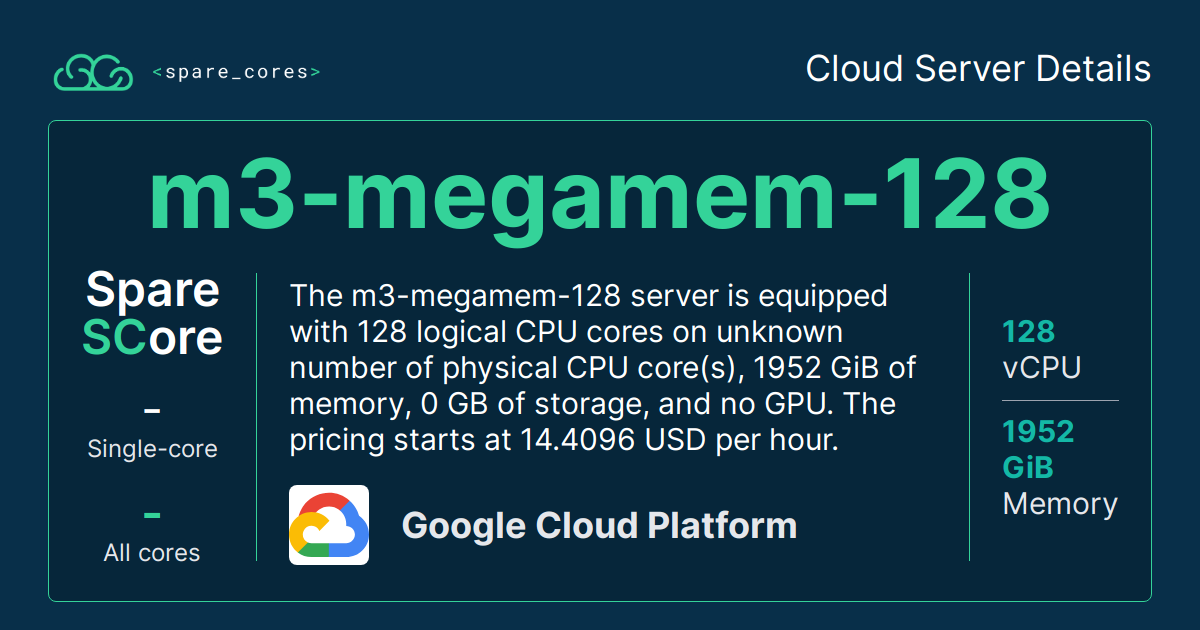 <spare_cores>
Cloud Server Details
m3-megamem-128
Spare
SCore
-
Single-core
-
All cores
The m3-megamem-128 server is equipped
with 128 logical CPU cores on unknown
number of physical CPU core(s), 1952 GiB of
memory, 0 GB of storage, and no GPU. The
pricing starts at 14.4096 USD per hour.
Google Cloud Platform
128
vCPU
1952
GiB
Memory